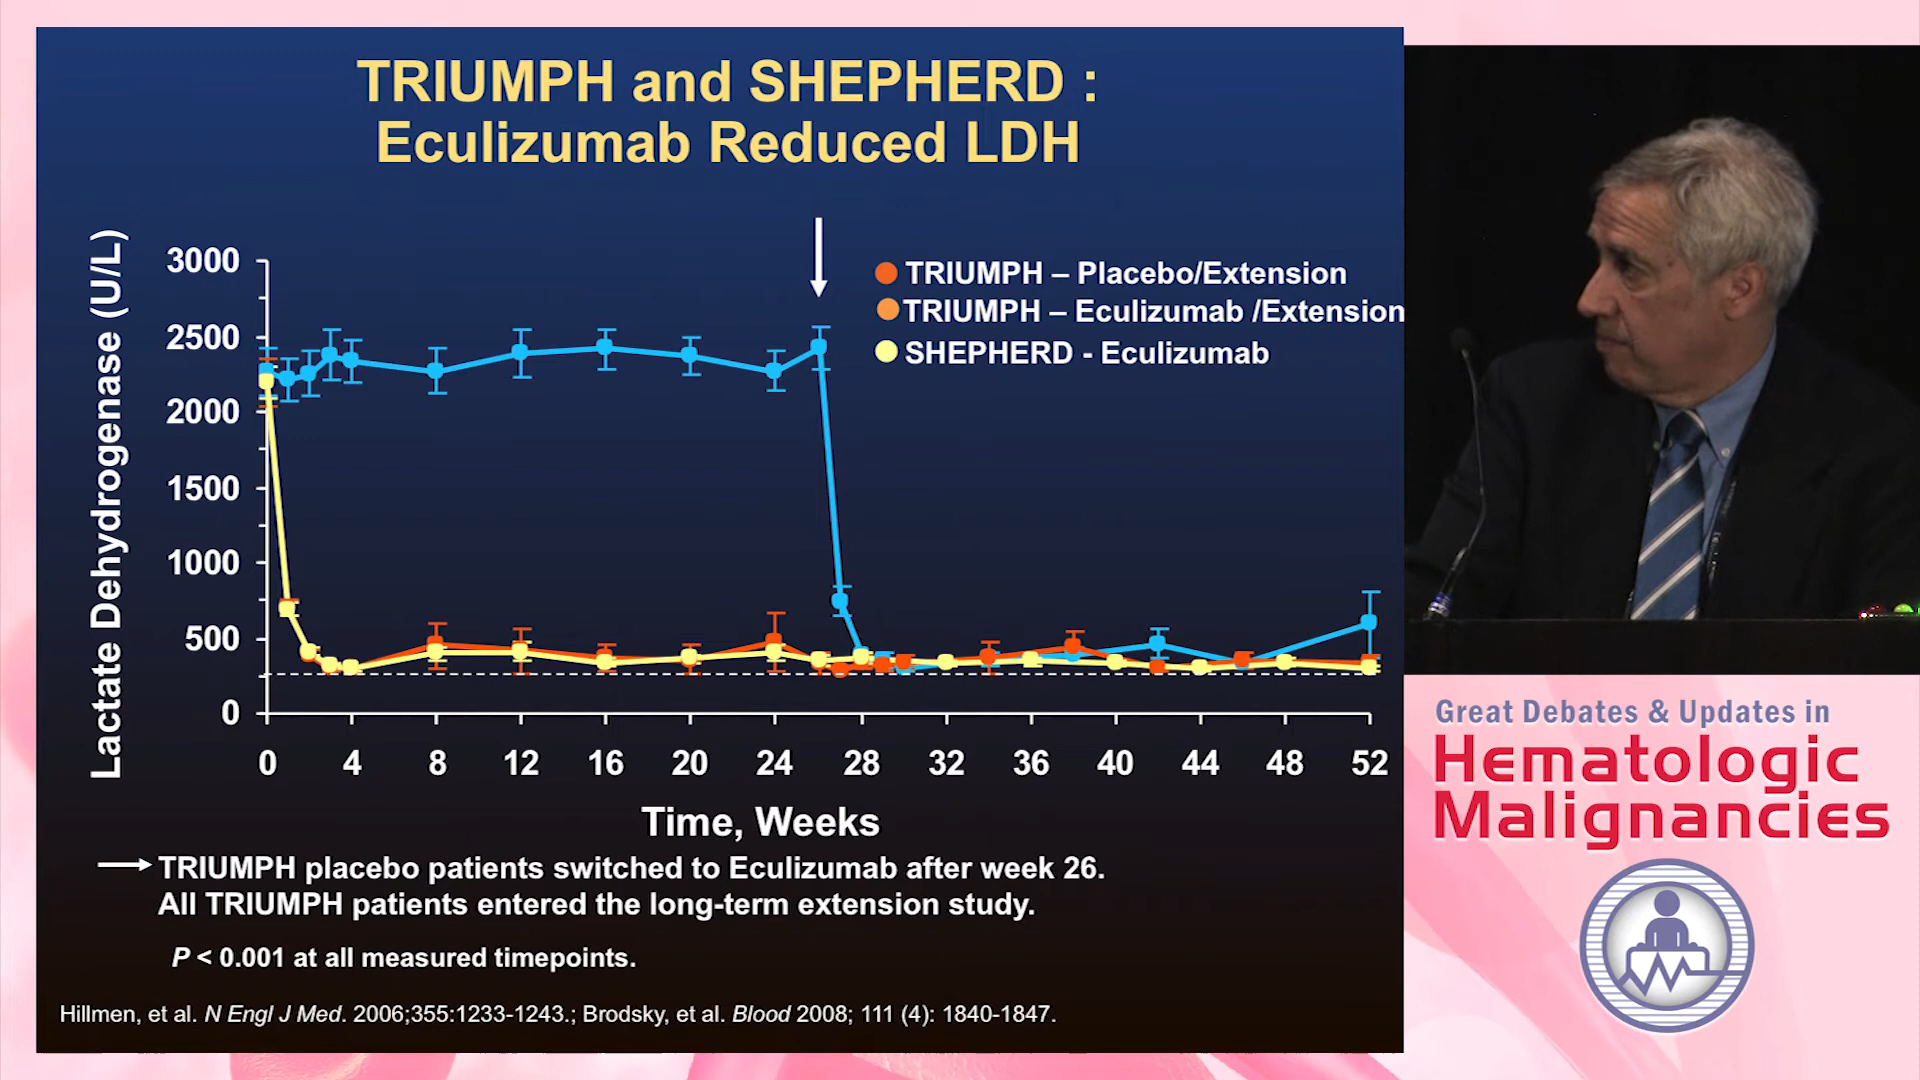 TRIUMPH and SHEPHERD :
Eculizumab Reduced LDH
Lactate Dehydrogenase (U/L)
3000
2500
2000
1500
1000
500
0
TRIUMPH – Placebo/Extension
TRIUMPH – Eculizumab /Extension
SHEPHERD - Eculizumab
0 4 8 12 16 20 24 28 32 36 40 44 48 52
Time, Weeks
TRIUMPH placebo patients switched to Eculizumab after week 26.
All TRIUMPH patients entered the long-term extension study.
P < 0.001 at all measured timepoints.
Hillmen, et al. N Engl J Med. 2006;355:1233-1243.; Brodsky, et al. Blood 2008; 111 (4): 1840-1847.
Great Debates & Updates in
Hematologic
Malignancies